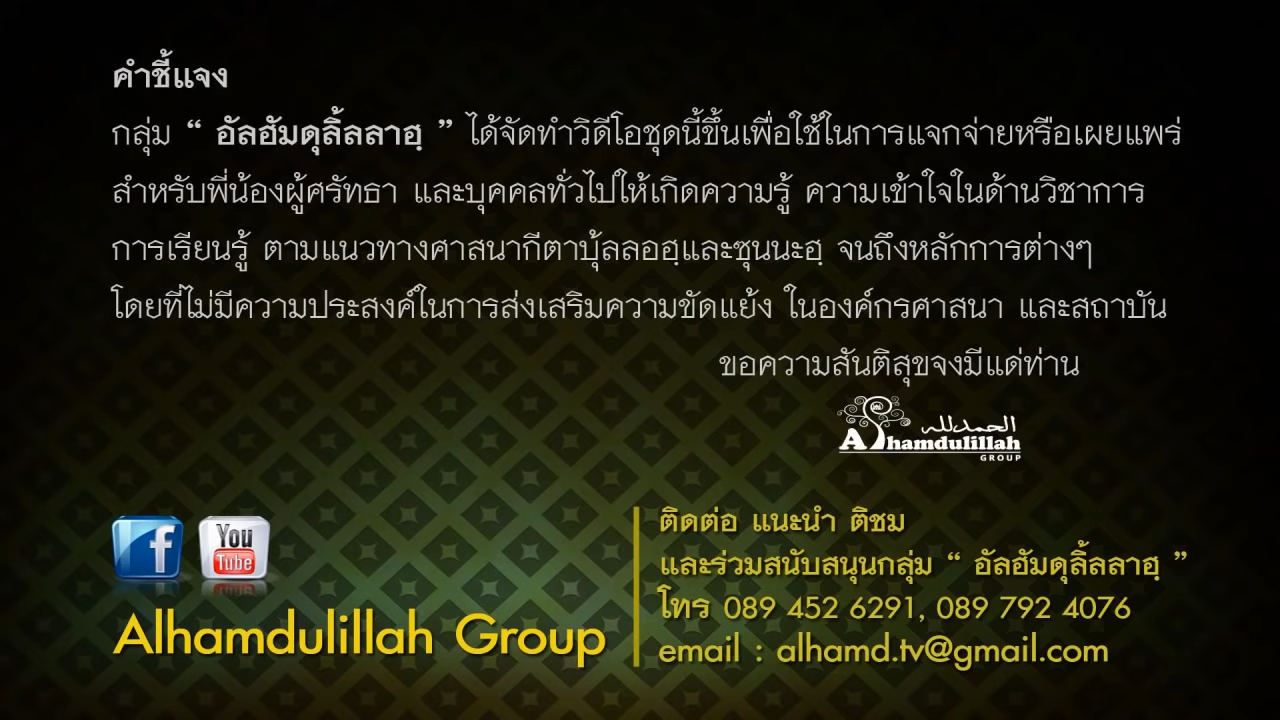 คำชี้แจง
กลุ่ม “ อัลฮัมดุลิ้ลลาฮฺ ” ได้จัดทำวิดีโอชุดนี้ขึ้นเพื่อใช้ในการแจกจ่ายหรือเผยแพร่
สำหรับพี่น้องผู้ศรัทธา และบุคคลทั่วไปให้เกิดความรู้ ความเข้าใจในด้านวิชาการ
การเรียนรู้ ตามแนวทางศาสนากีตาบุ้ลลอฮฺและซุนนะฮฺ จนถึงหลักการต่างๆ
โดยที่ไม่มีความประสงค์ในการส่งเสริมความขัดแย้ง ในองค์กรศาสนา และสถาบัน
ขอความสันติสุขจงมีแด่ท่าน
الحمدلله
Alhamdulillah
GROUP
f You Tube
Alhamdulillah Group
ติดต่อ แนะนำ ติชม
และร่วมสนับสนุนกลุ่ม “ อัลฮัมดุลิ้ลลาฮฺ ”
โทร 089 452 6291, 089 792 4076
email : alhamd.tv@gmail.com